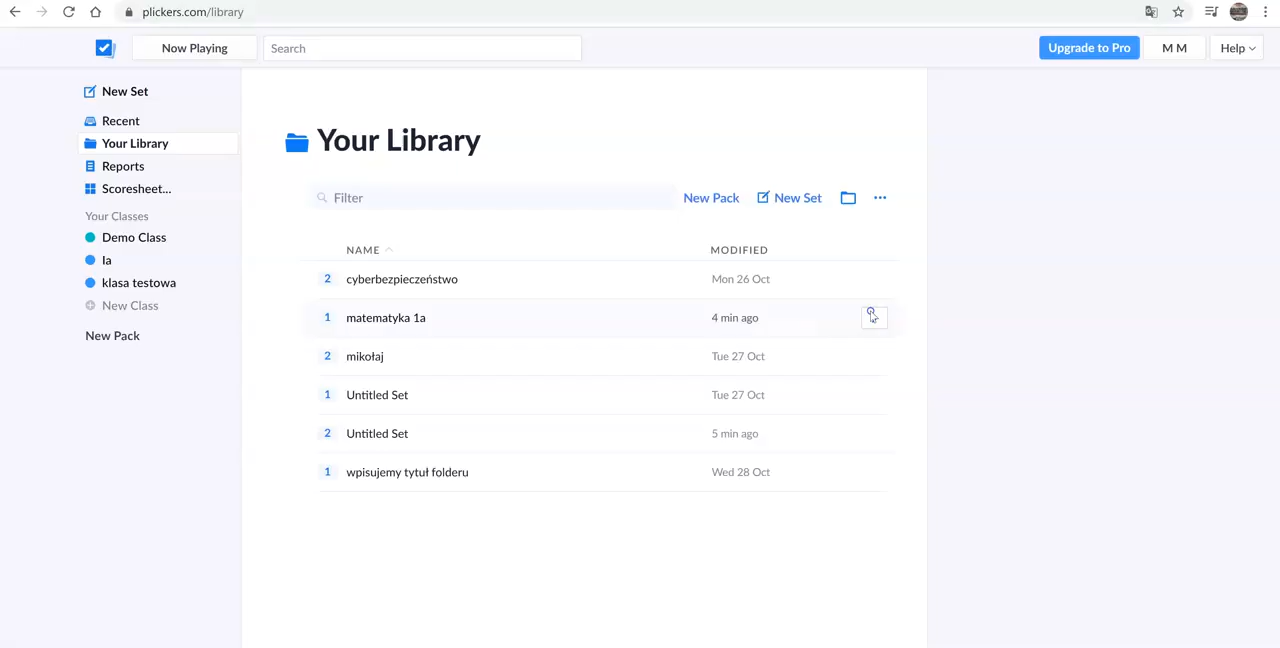 plickers.com/library
Now Playing
Search
Upgrade to Pro
M M
Help
New Set
Recent
Your Library
Reports
Scoresheet...
Your Classes
Demo Class
Ia
klasa testowa
New Class
New Pack
Your Library
Filter
New Pack
New Set
NAME
MODIFIED
2 cyberbezpieczeństwo Mon 26 Oct
1 matematyka 1a 4 min ago
2 mikołaj Tue 27 Oct
1 Untitled Set Tue 27 Oct
2 Untitled Set 5 min ago
1 wpisujemy tytuł folderu Wed 28 Oct